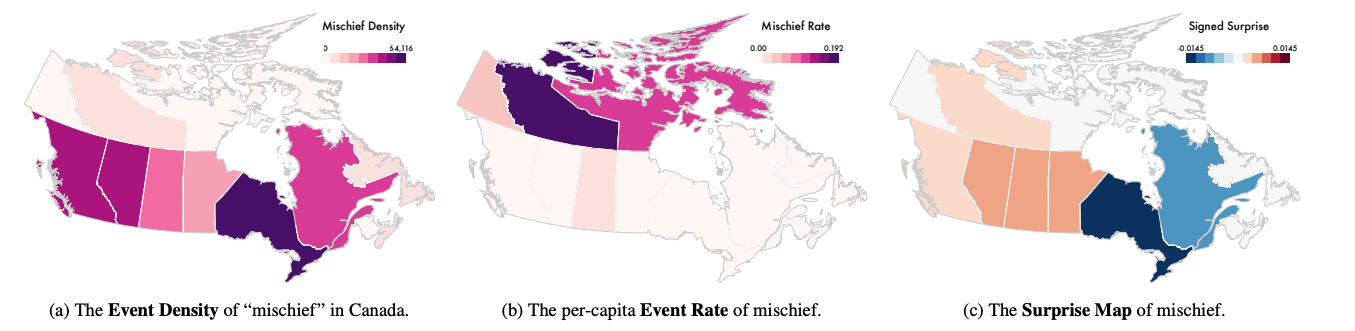 Mischief Density
0 64,116
Mischief Rate
0.00 0.192
Signed Surprise
-0.0145 0.0145
(a) The Event Density of “mischief” in Canada.
(b) The per-capita Event Rate of mischief.
(c) The Surprise Map of mischief.